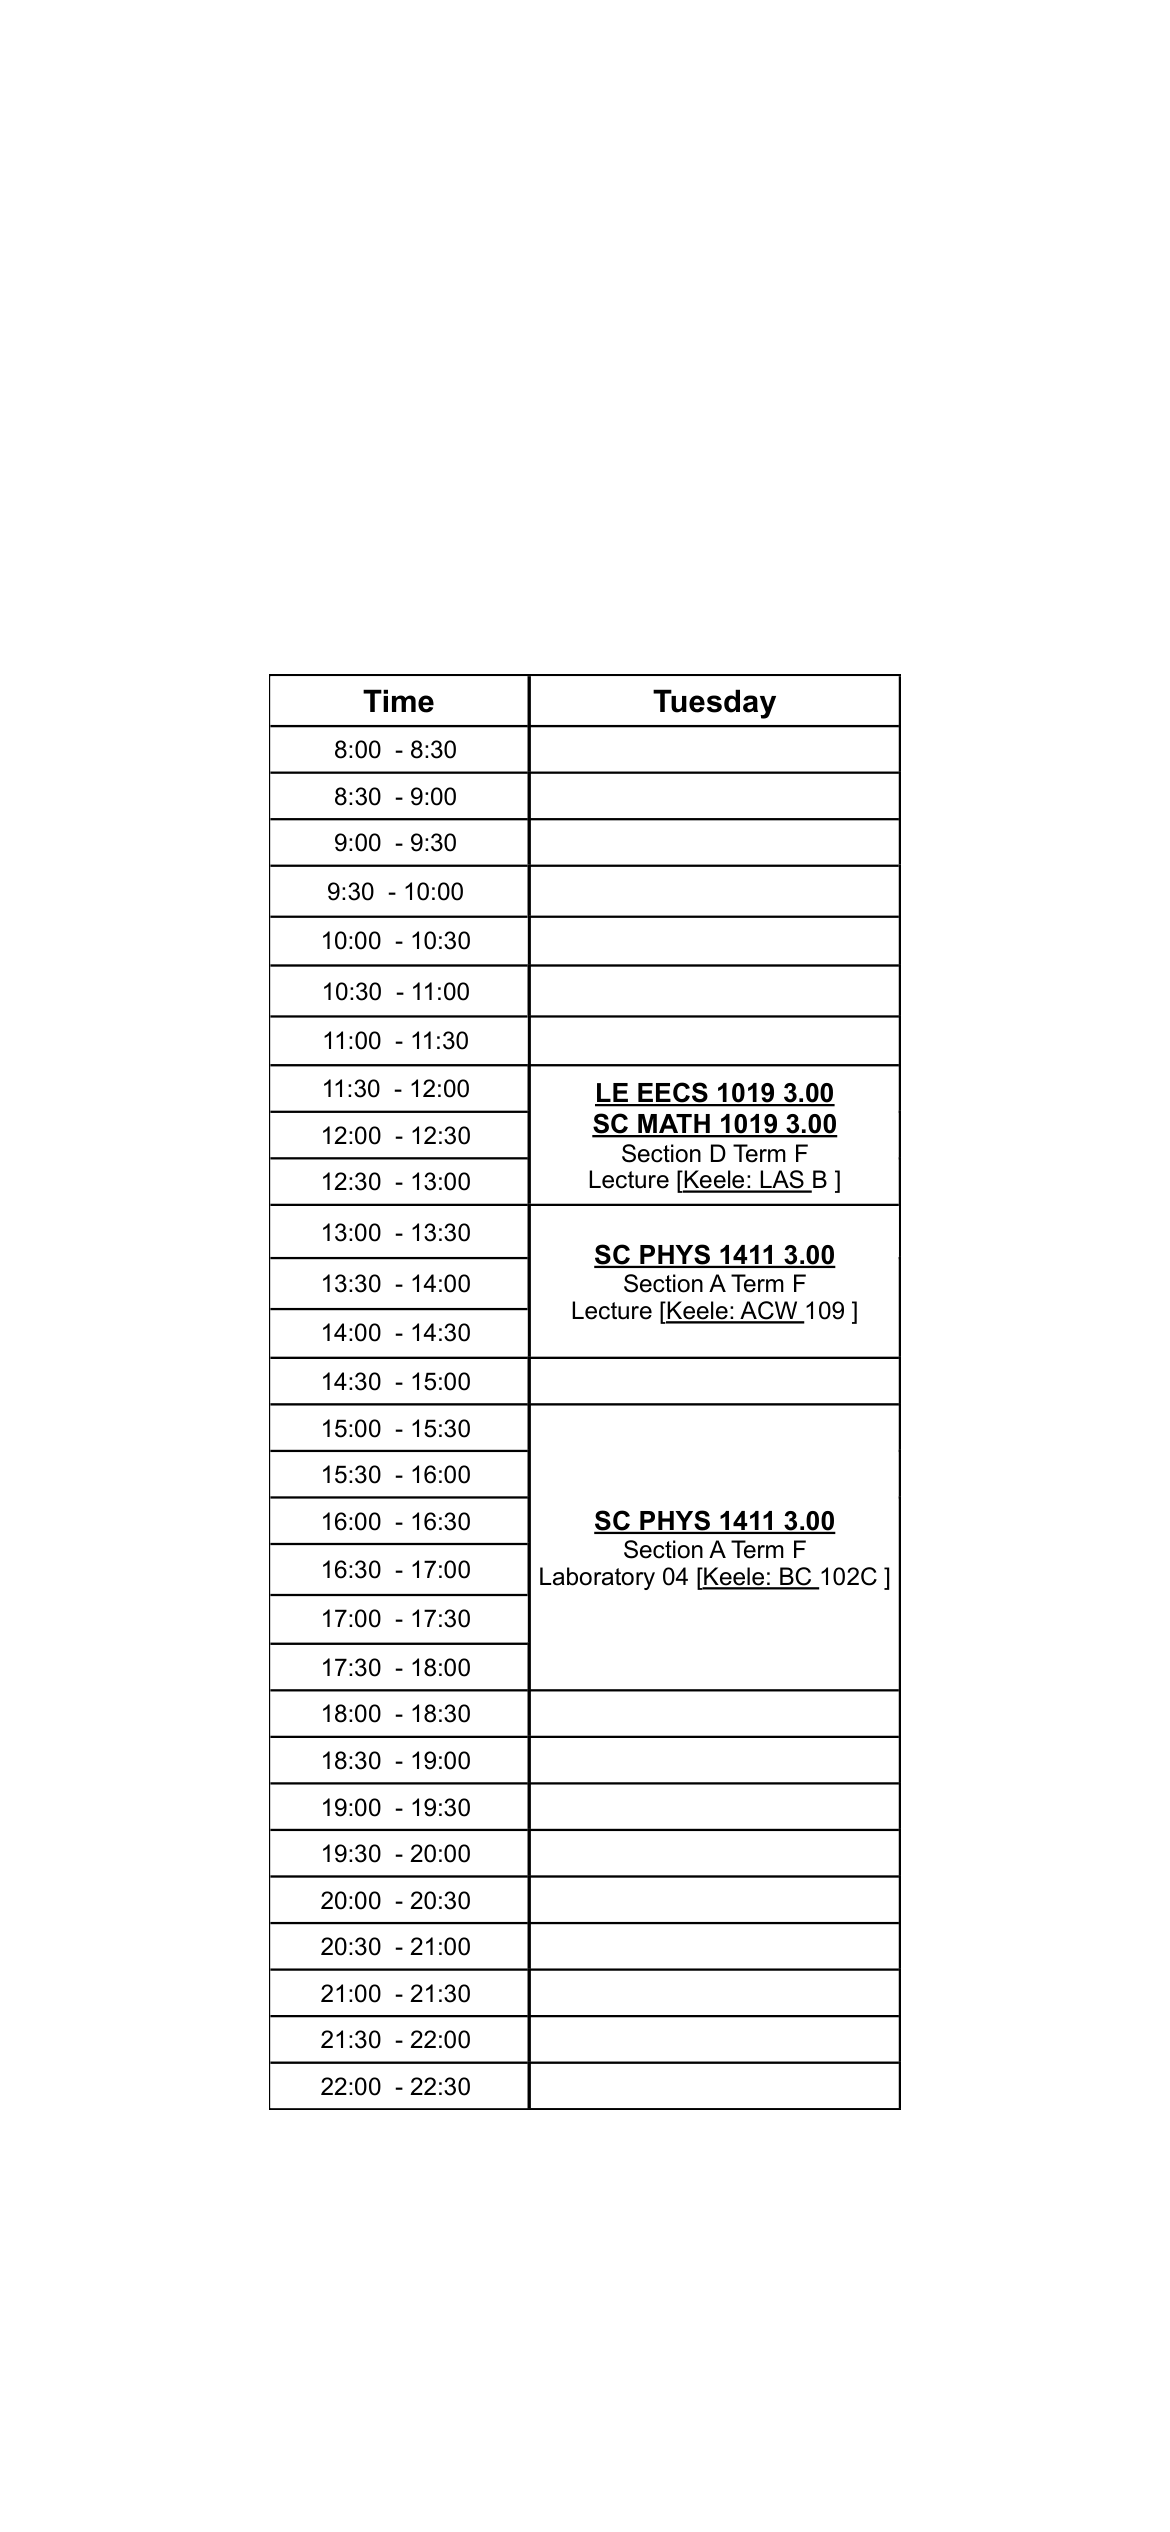 Time Tuesday
8:00 - 8:30
8:30 - 9:00
9:00 - 9:30
9:30 - 10:00
10:00 - 10:30
10:30 - 11:00
11:00 - 11:30
11:30 - 12:00
12:00 - 12:30
12:30 - 13:00
LE EECS 1019 3.00
SC MATH 1019 3.00
Section D Term F
Lecture [Keele: LAS B ]
13:00 - 13:30
13:30 - 14:00
14:00 - 14:30
SC PHYS 1411 3.00
Section A Term F
Lecture [Keele: ACW 109 ]
14:30 - 15:00
15:00 - 15:30
15:30 - 16:00
16:00 - 16:30
16:30 - 17:00
17:00 - 17:30
17:30 - 18:00
SC PHYS 1411 3.00
Section A Term F
Laboratory 04 [Keele: BC 102C ]
18:00 - 18:30
18:30 - 19:00
19:00 - 19:30
19:30 - 20:00
20:00 - 20:30
20:30 - 21:00
21:00 - 21:30
21:30 - 22:00
22:00 - 22:30